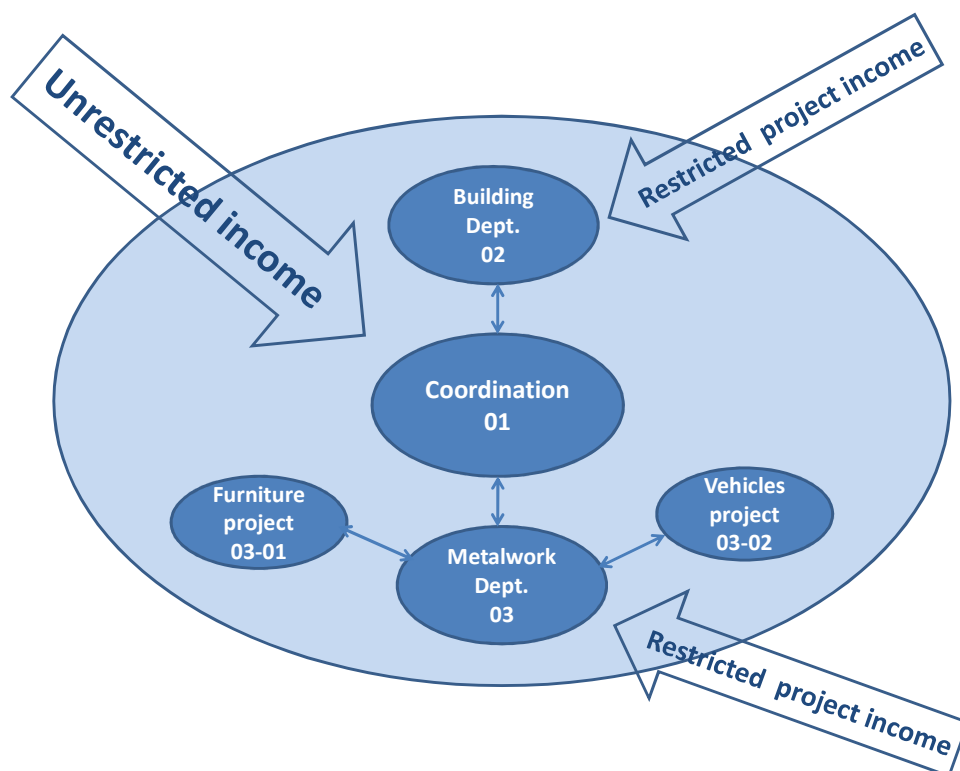 Unrestricted income
Restricted project income
Building
Dept.
02
Coordination
01
Furniture
project
03-01
Vehicles
project
03-02
Metalwork
Dept.
03
Restricted project income